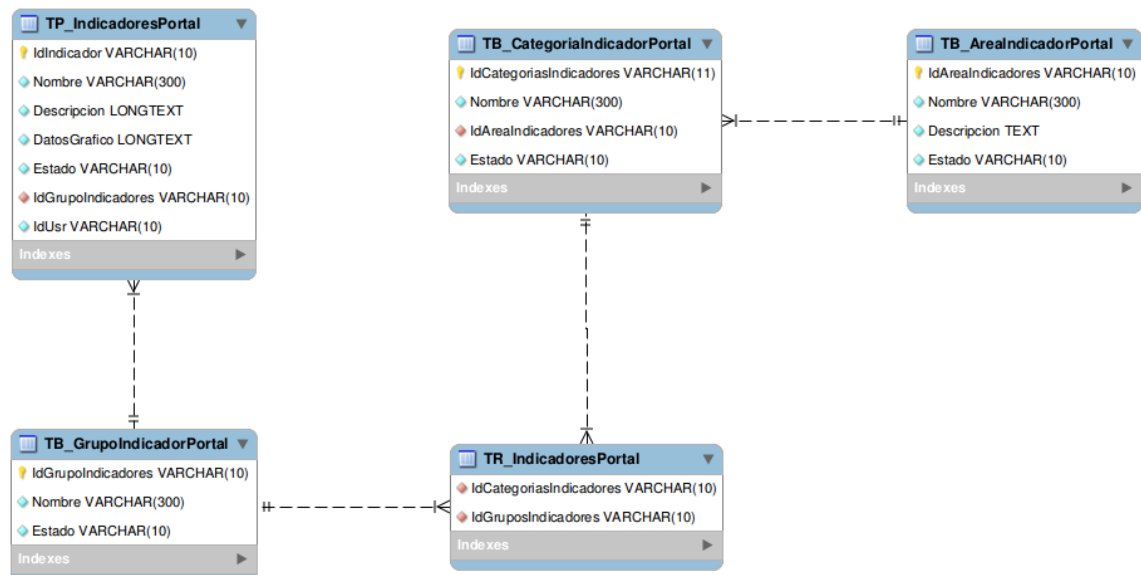 TP_IndicadoresPortal
IdIndicador VARCHAR(10)
Nombre VARCHAR(300)
Descripcion LONGTEXT
DatosGrafico LONGTEXT
Estado VARCHAR(10)
IdGrupoIndicadores VARCHAR(10)
IdUsr VARCHAR(10)
Indexes
TB_CategoriaIndicadorPortal
IdCategoriasIndicadores VARCHAR(11)
Nombre VARCHAR(300)
IdAreaIndicadores VARCHAR(10)
Estado VARCHAR(10)
Indexes
TB_AreaIndicadorPortal
IdAreaIndicadores VARCHAR(10)
Nombre VARCHAR(300)
Descripcion TEXT
Estado VARCHAR(10)
Indexes
TB_GrupoIndicadorPortal
IdGrupoIndicadores VARCHAR(10)
Nombre VARCHAR(300)
Estado VARCHAR(10)
Indexes
TR_IndicadoresPortal
IdCategoriasIndicadores VARCHAR(10)
IdGruposIndicadores VARCHAR(10)
Indexes